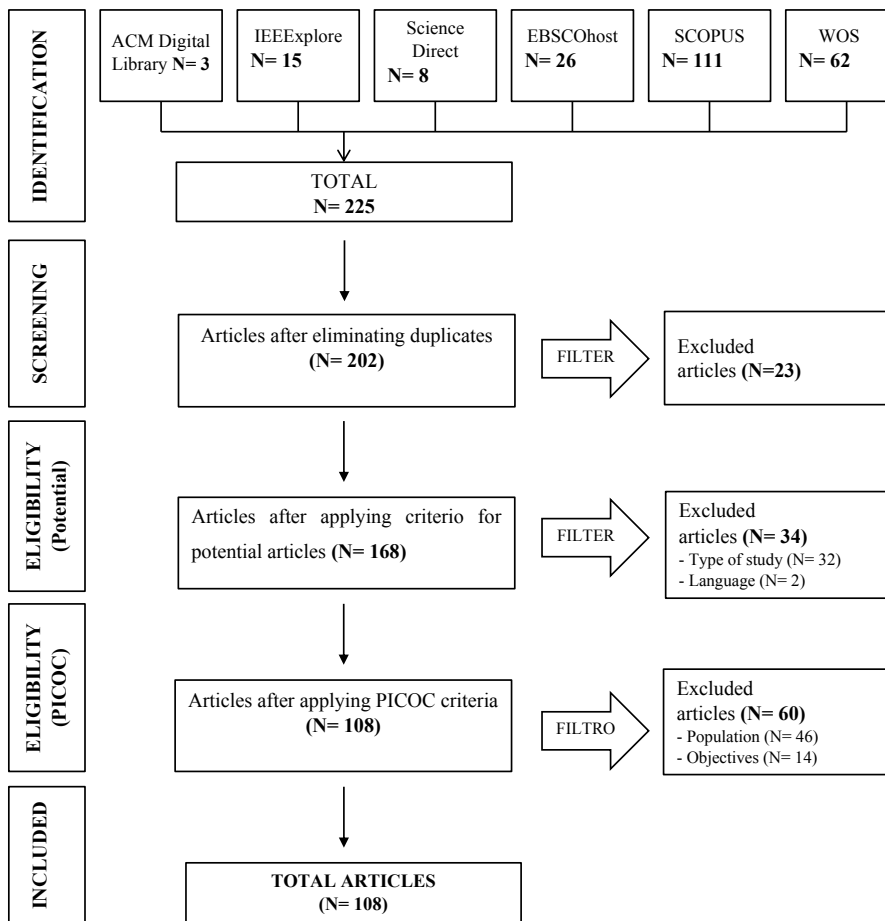 IDENTIFICATION
ACM Digital
Library N= 3
IEEExplore
N= 15
Science
Direct
N= 8
EBSCOhost
N= 26
SCOPUS
N= 111
WOS
N= 62
TOTAL
N= 225
SCREENING
Articles after eliminating duplicates
(N= 202)
FILTER
Excluded
articles (N=23)
ELIGIBILITY
(Potential)
Articles after applying criterio for
potential articles (N= 168)
FILTER
Excluded
articles (N= 34)
- Type of study (N= 32)
- Language (N= 2)
ELIGIBILITY
(PICOC)
Articles after applying PICOC criteria
(N= 108)
FILTRO
Excluded
articles (N= 60)
- Population (N= 46)
- Objectives (N= 14)
INCLUDED
TOTAL ARTICLES
(N= 108)